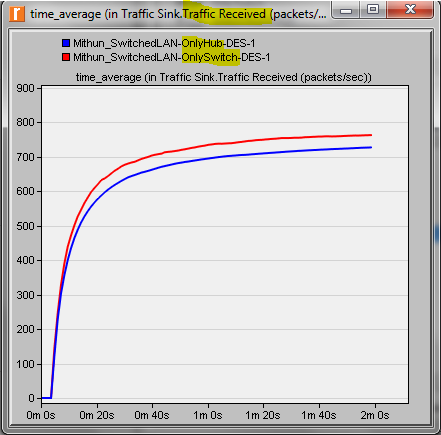 time_average (in Traffic Sink.Traffic Received (packets/...
Mithun_SwitchedLAN-OnlyHub-DES-1
Mithun_SwitchedLAN-OnlySwitch-DES-1
time_average (in Traffic Sink.Traffic Received (packets/sec))
900
800
700
600
500
400
300
200
100
0
0m 0s 0m 20s 0m 40s 1m 0s 1m 20s 1m 40s 2m 0s